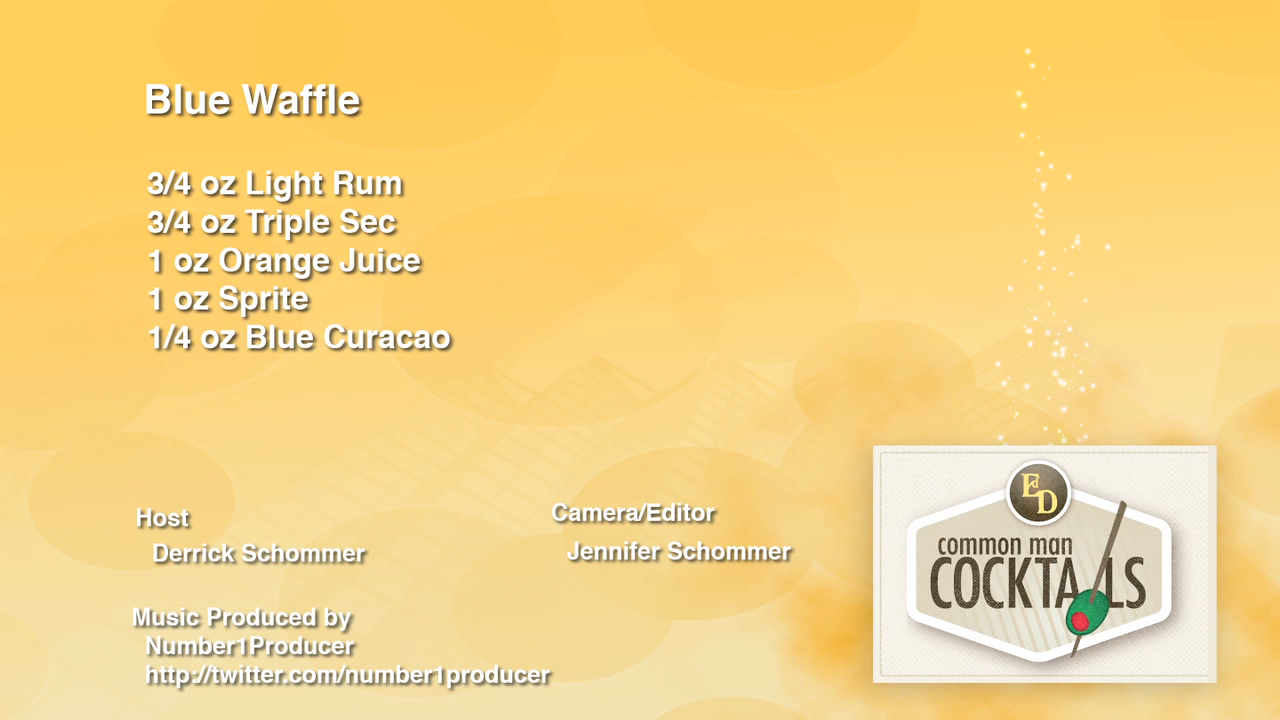 Blue Waffle
3/4 oz Light Rum
3/4 oz Triple Sec
1 oz Orange Juice
1 oz Sprite
1/4 oz Blue Curacao
Host
Derrick Schommer
Camera/Editor
Jennifer Schommer
Music Produced by
Number1Producer
http://twitter.com/number1producer
Ed
common man
COCKTAILS